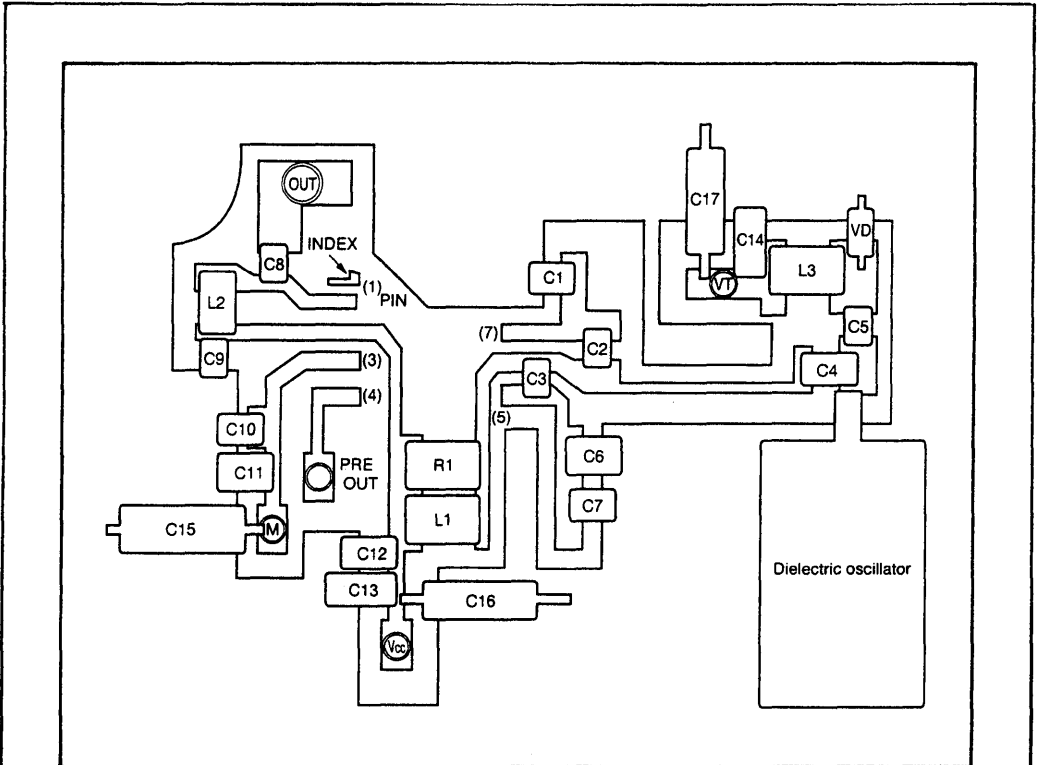 OUT
C17
C14
VD
INDEX
C8
(1)
PIN
C1
L3
VT
L2
(7)
C5
C2
C9
(3)
C3
C4
(4)
(5)
C10
C6
R1
PRE
OUT
C11
C7
L1
C15
M
C12
Dielectric oscillator
C13
C16
Vcc